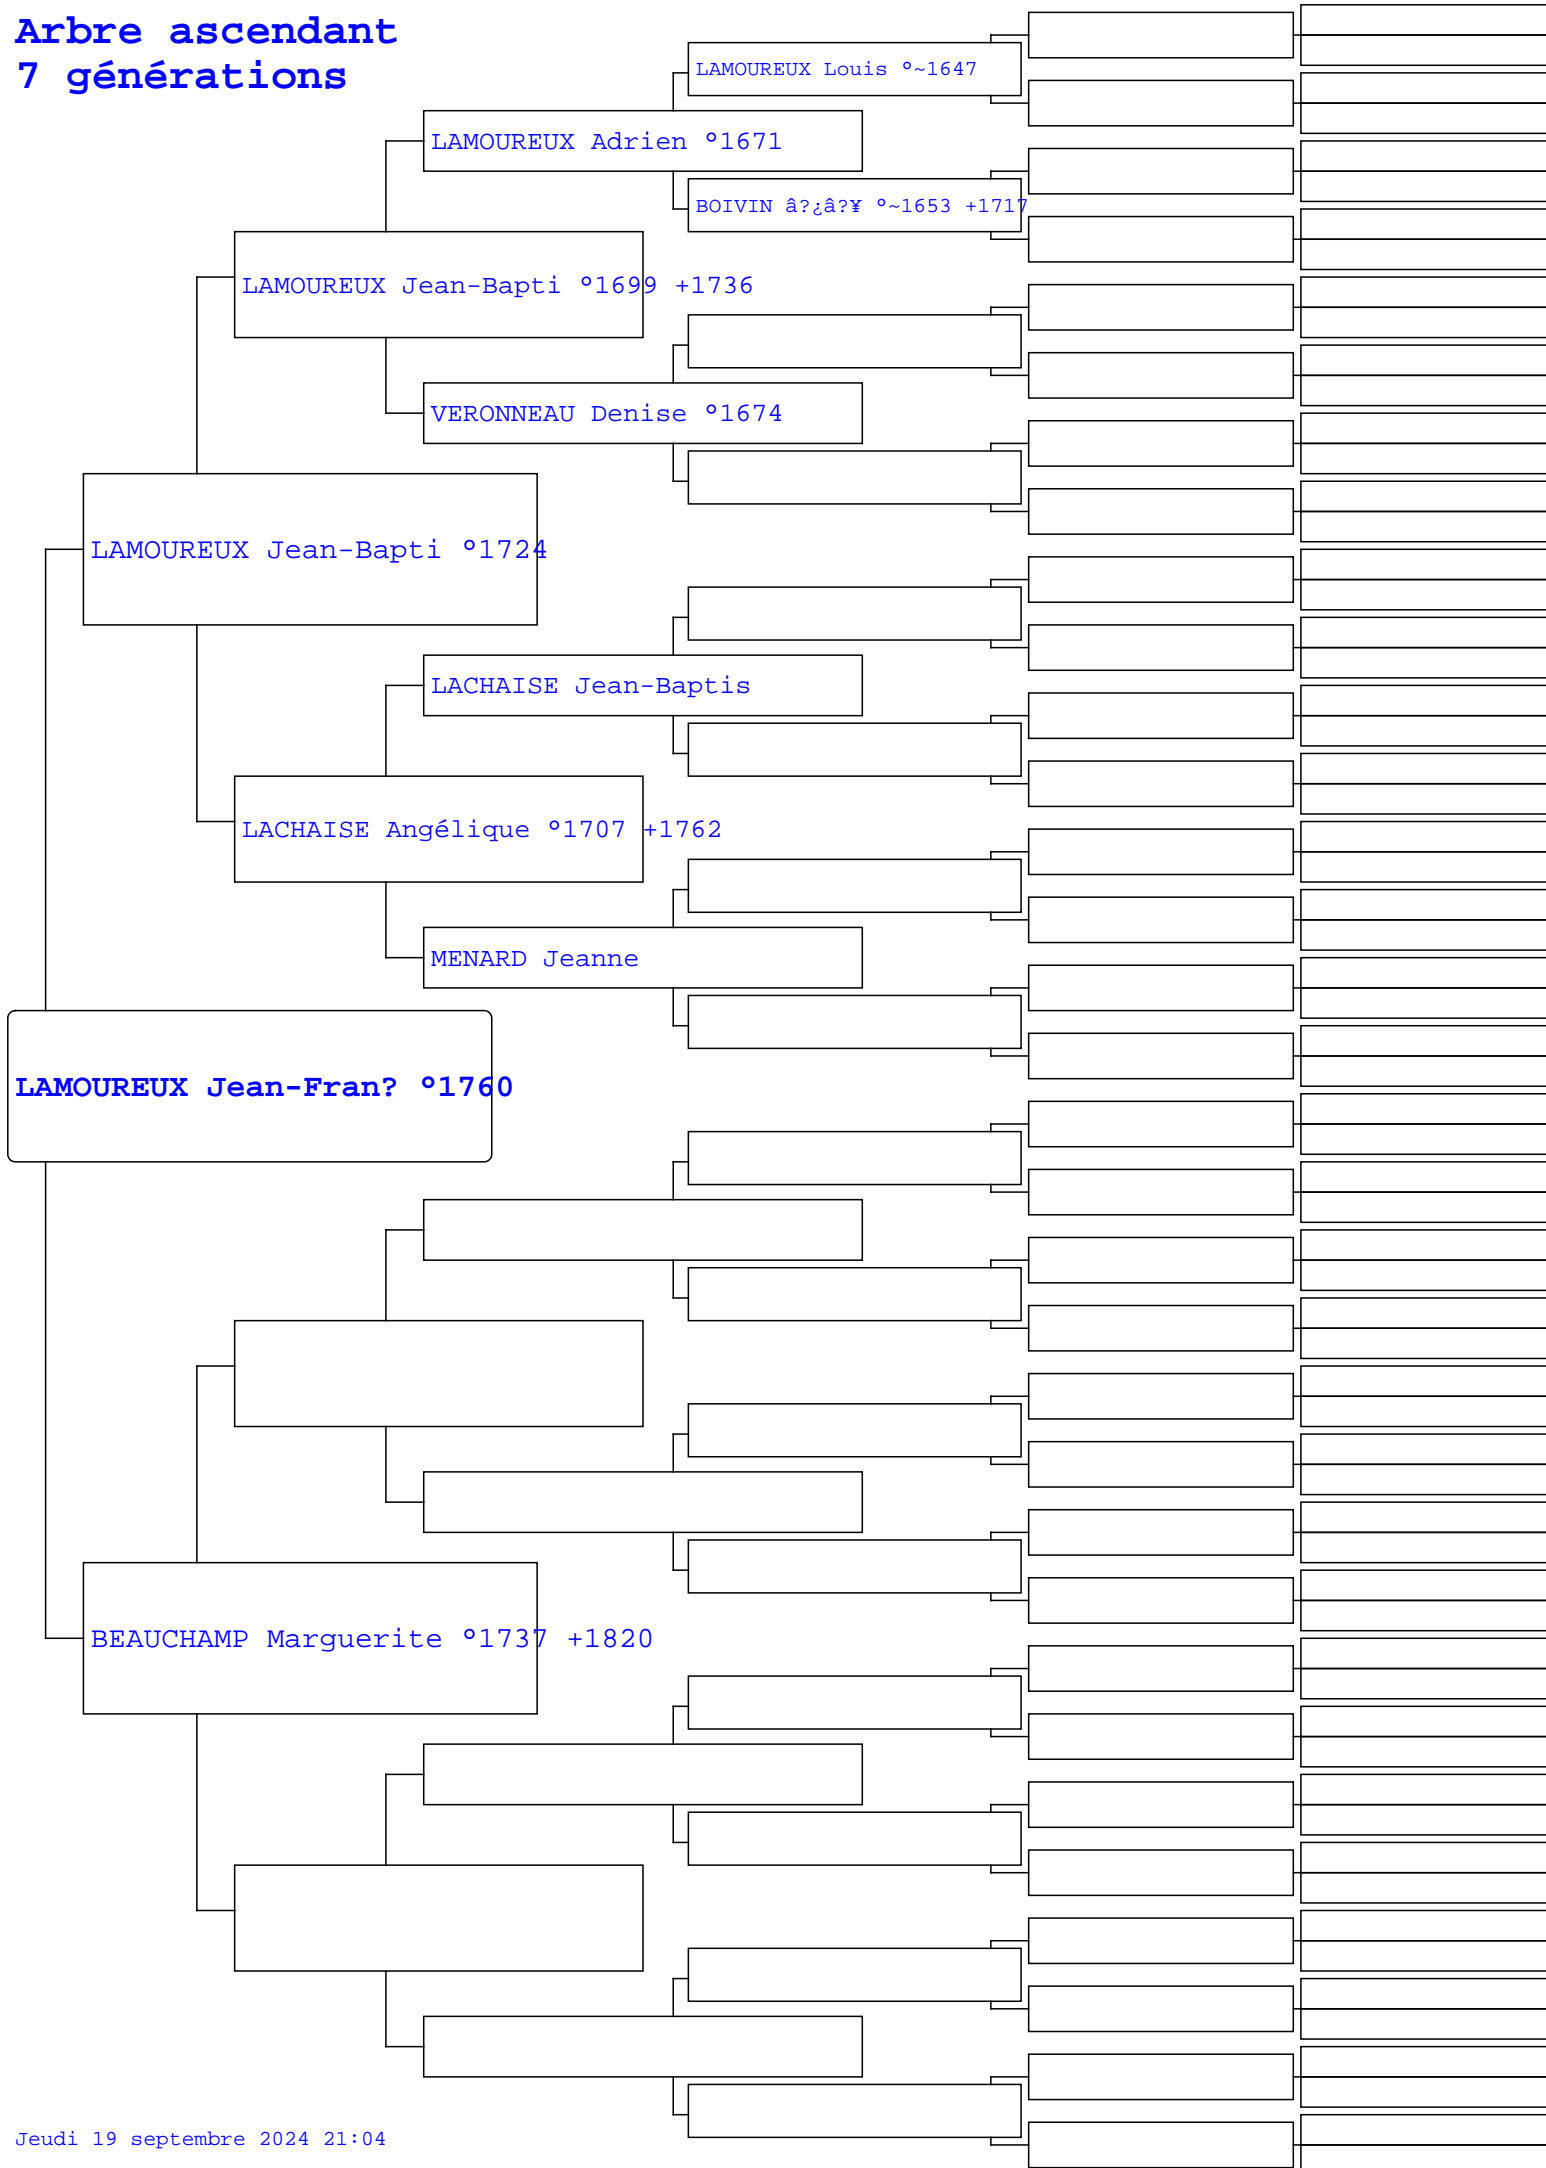 Arbre ascendant
7 générations
LAMOUREUX Louis °~1647
LAMOUREUX Adrien °1671
BOIVIN â?¿â?¥ °~1653 +1717
LAMOUREUX Jean-Bapti °1699 +1736
VERONNEAU Denise °1674
LAMOUREUX Jean-Bapti °1724
LACHAISE Jean-Baptis
LACHAISE Angélique °1707 +1762
MENARD Jeanne
LAMOUREUX Jean-Fran? °1760
BEAUCHAMP Marguerite °1737 +1820
Jeudi 19 septembre 2024 21:04